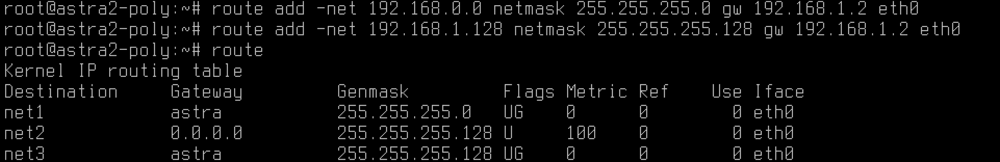 root@astra2-poly:~# route add -net 192.168.0.0 netmask 255.255.255.0 gw 192.168.1.2 eth0
root@astra2-poly:~# route add -net 192.168.1.128 netmask 255.255.255.128 gw 192.168.1.2 eth0
root@astra2-poly:~# route
Kernel IP routing table
Destination     Gateway         Genmask         Flags Metric Ref    Use Iface
net1            astra           255.255.255.0   UG    0      0        0 eth0
net2            0.0.0.0         255.255.255.128 U     100    0        0 eth0
net3            astra           255.255.255.128 UG    0      0        0 eth0